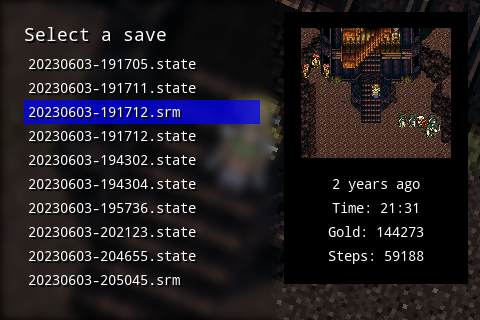 Select a save
20230603-191705.state
20230603-191711.state
20230603-191712.srm
20230603-191712.state
20230603-194302.state
20230603-194304.state
20230603-195736.state
20230603-202123.state
20230603-204655.state
20230603-205045.srm
2 years ago
Time: 21:31
Gold: 144273
Steps: 59188